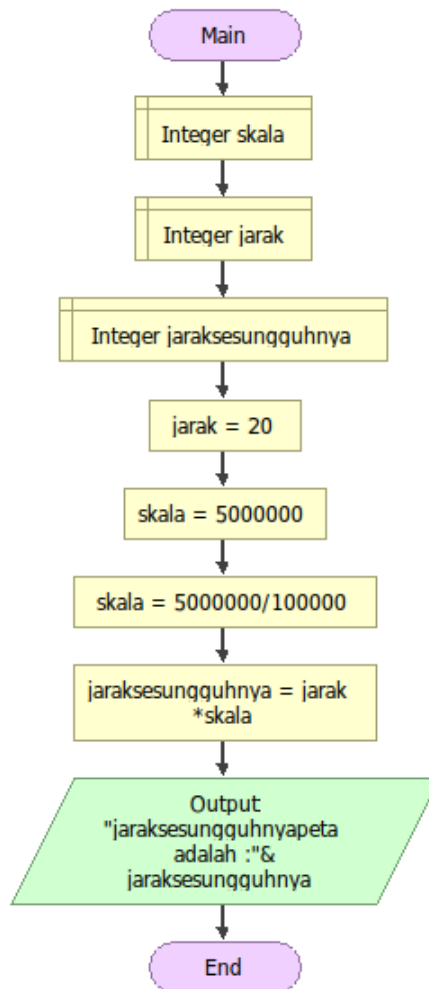 Main
Integer skala
Integer jarak
Integer jaraksesungguhnya
jarak = 20
skala = 5000000
skala = 5000000/100000
jaraksesungguhnya = jarak
*skala
Output
"jaraksesungguhnyapeta
adalah :"&
jaraksesungguhnya
End